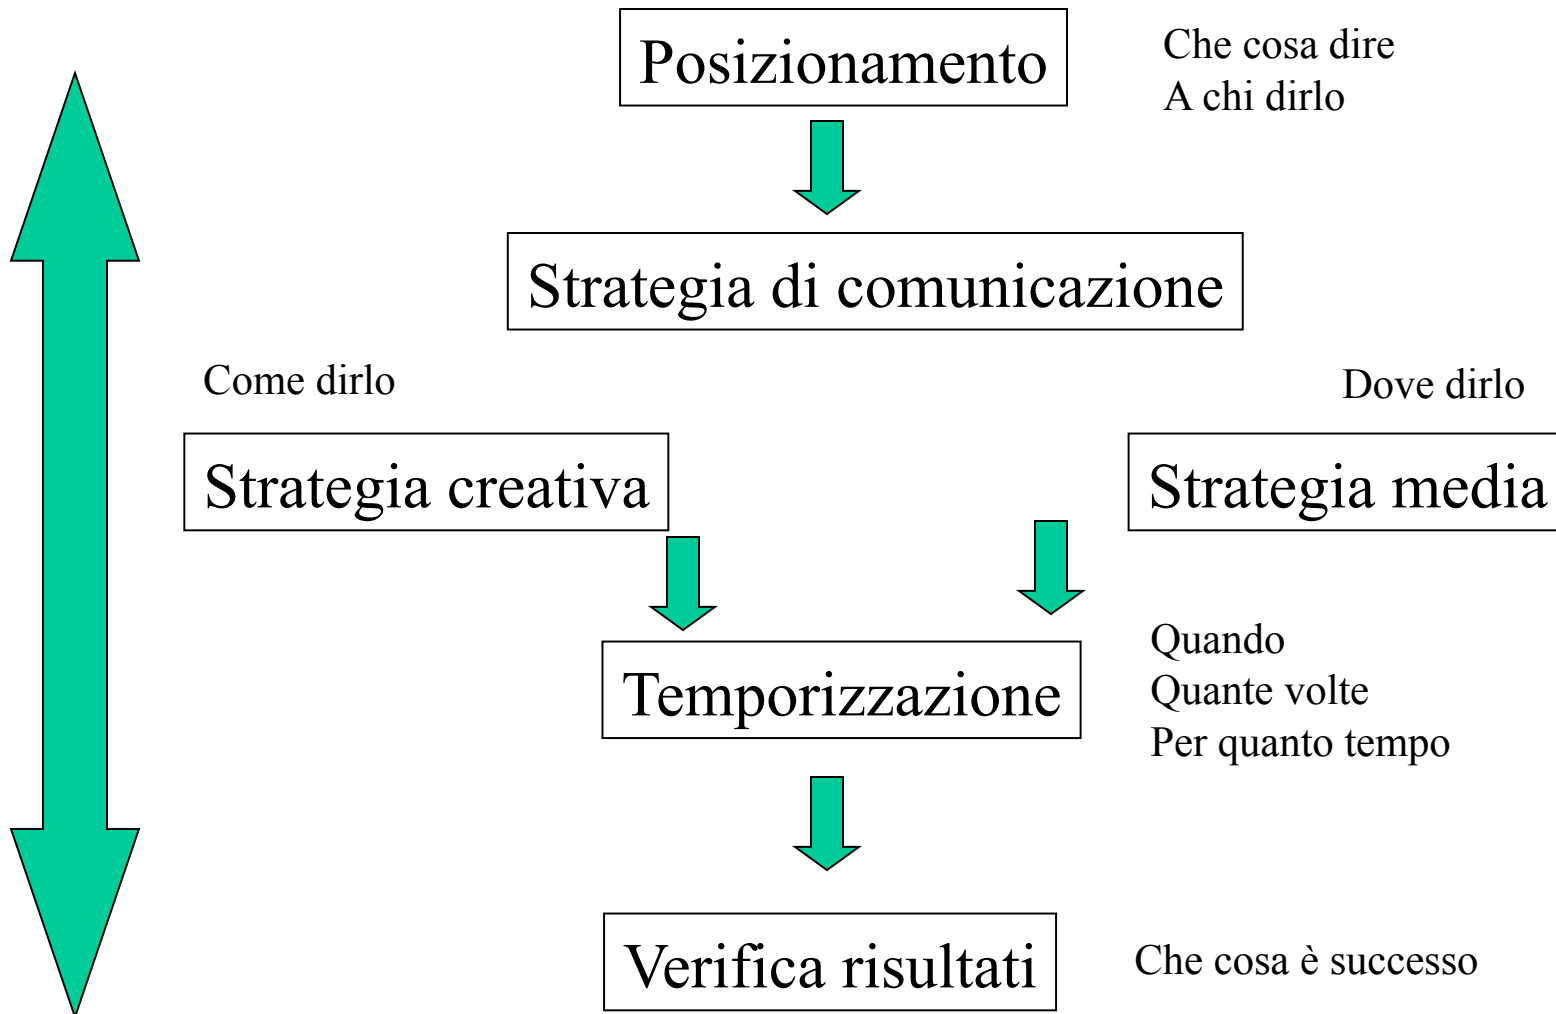 Posizionamento
Che cosa dire
A chi dirlo
Strategia di comunicazione
Come dirlo
Dove dirlo
Strategia creativa
Strategia media
Temporizzazione
Quando
Quante volte
Per quanto tempo
Verifica risultati
Che cosa è successo